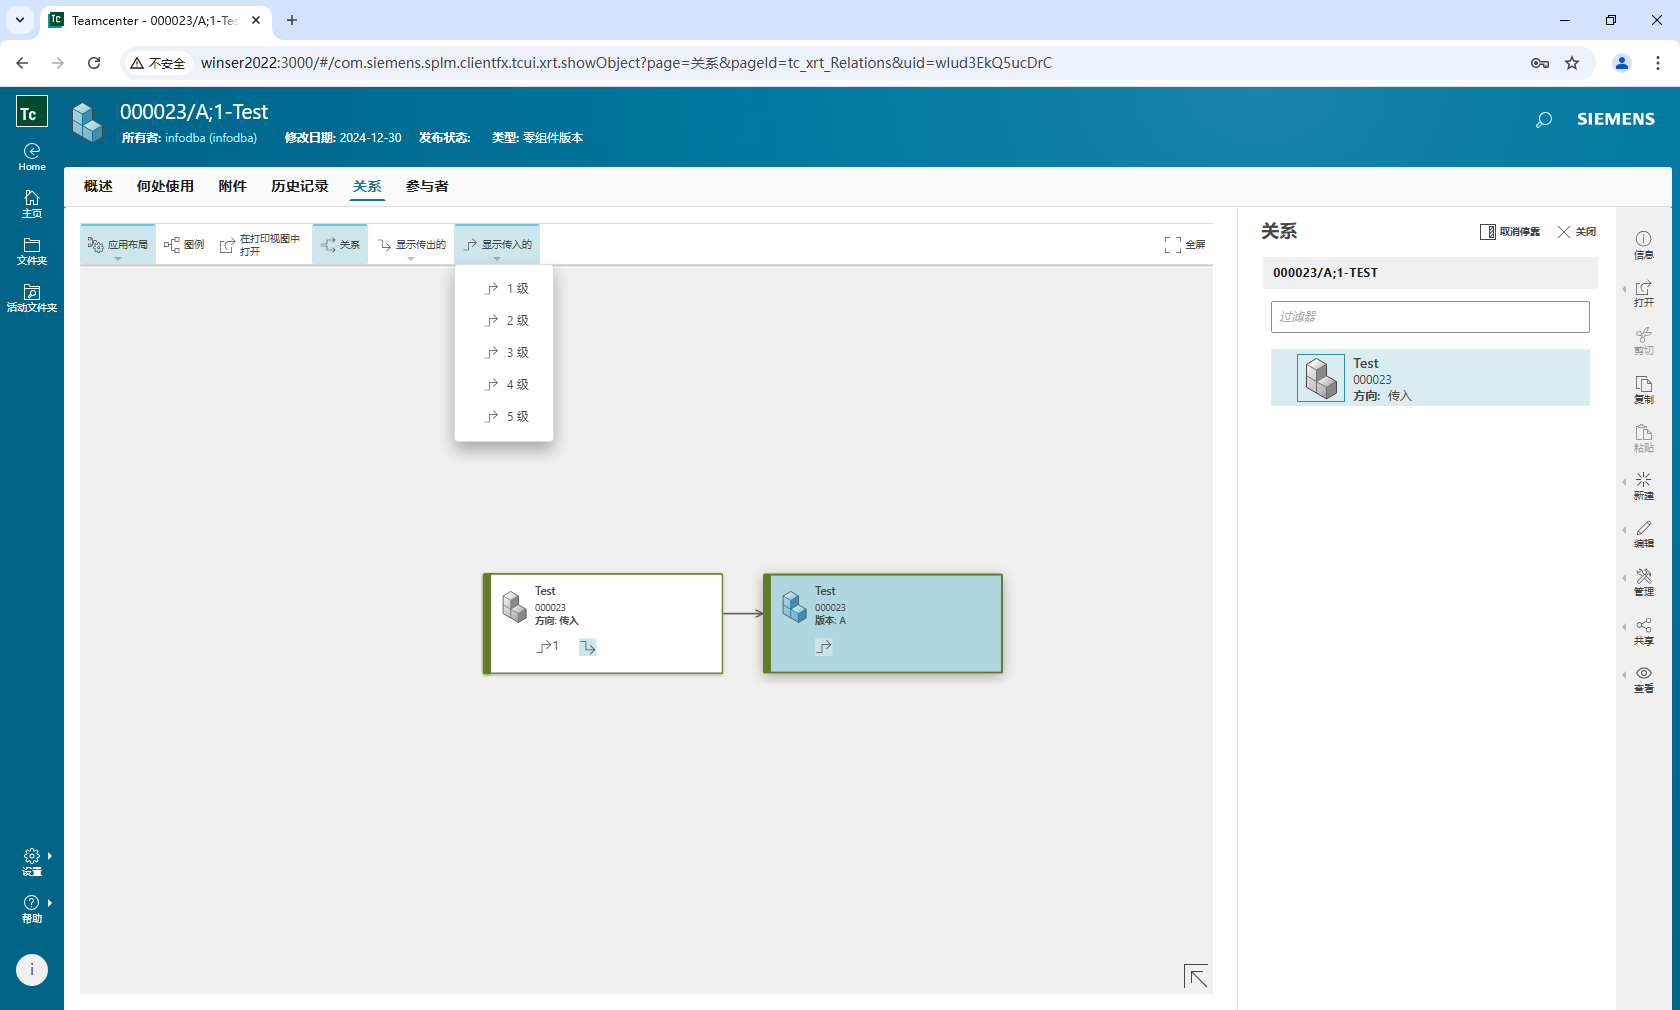 Teamcenter - 000023/A;1-Tes
不安全
winser2022:3000/#/com.siemens.splm.clientfx.tcui.xrt.showObject?page=关系&pageId=tc_xrt_Relations&uid=wlud3EkQ5ucDrC
Tc
000023/A;1-Test
所有者: infodba (infodba) 修改日期: 2024-12-30 发布状态: 类型: 零组件版本
SIEMENS
Home
主页
文件夹
活动文件夹
设置
帮助
i
概述 何处使用 附件 历史记录 关系 参与者
应用布局 图例 在打印视图中
打开
关系 显示传出的 显示传入的 全屏
1 级
2 级
3 级
4 级
5 级
Test
000023
方向: 传入
1
Test
000023
版本: A
关系
取消停靠 关闭
000023/A;1-TEST
过滤器
Test
000023
方向: 传入
信息
打开
剪切
复制
粘贴
新建
编辑
管理
共享
查看